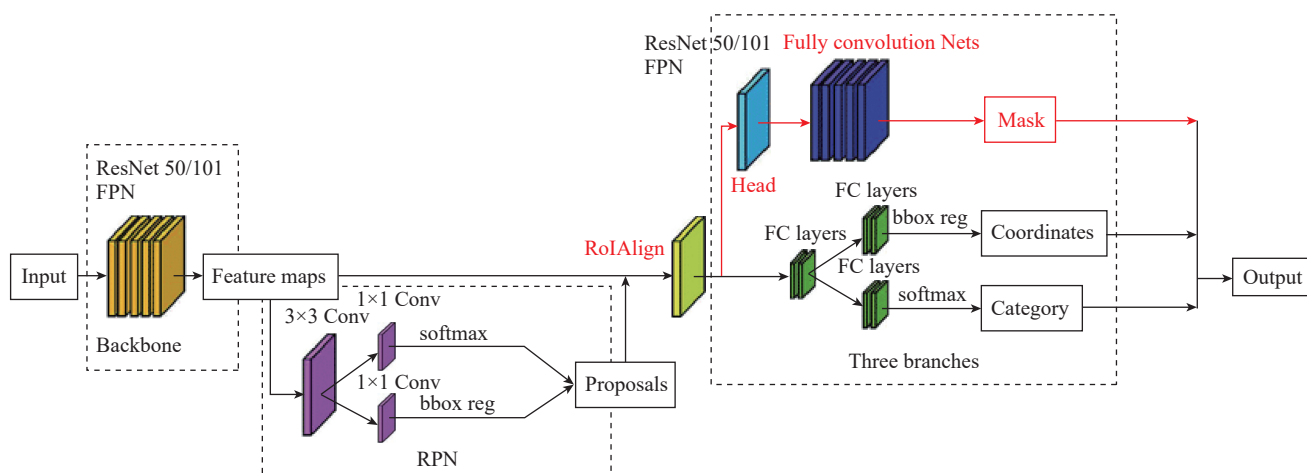 ResNet 50/101
FPN
Fully convolution Nets
Mask
Head
ResNet 50/101
FPN
FC layers
bbox reg
Coordinates
RoIAlign
FC layers
FC layers
softmax
Category
Input
Feature maps
Output
Backbone
1×1 Conv
3×3 Conv
softmax
1×1 Conv
bbox reg
Proposals
RPN
Three branches